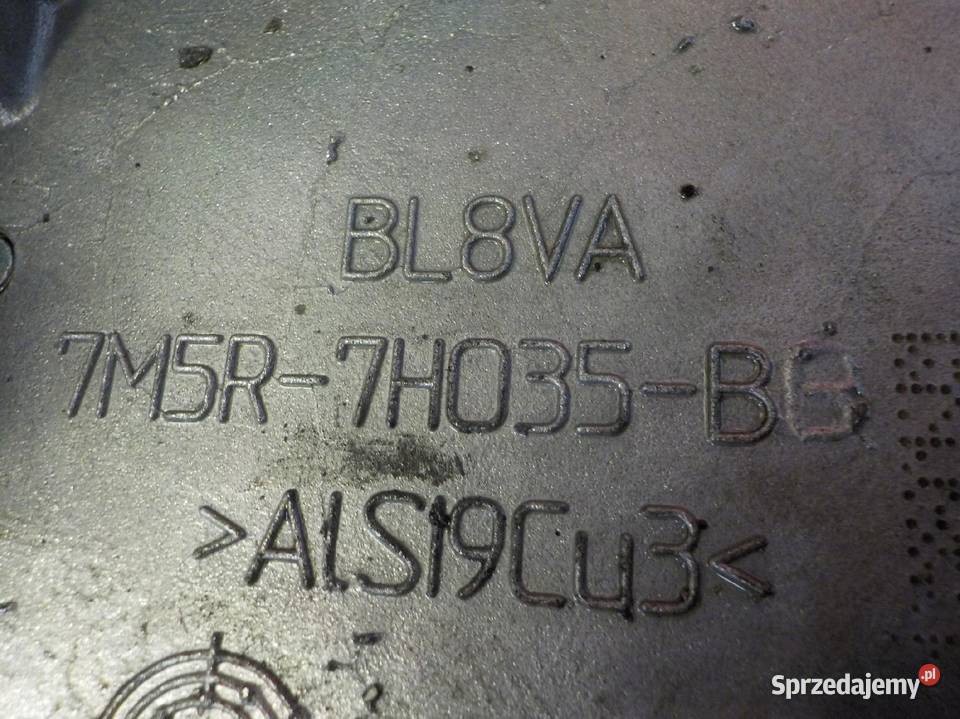 BL8VA
7M5R-7H035-BG
>AlSi9Cu3<
Sprzedajemy.pl